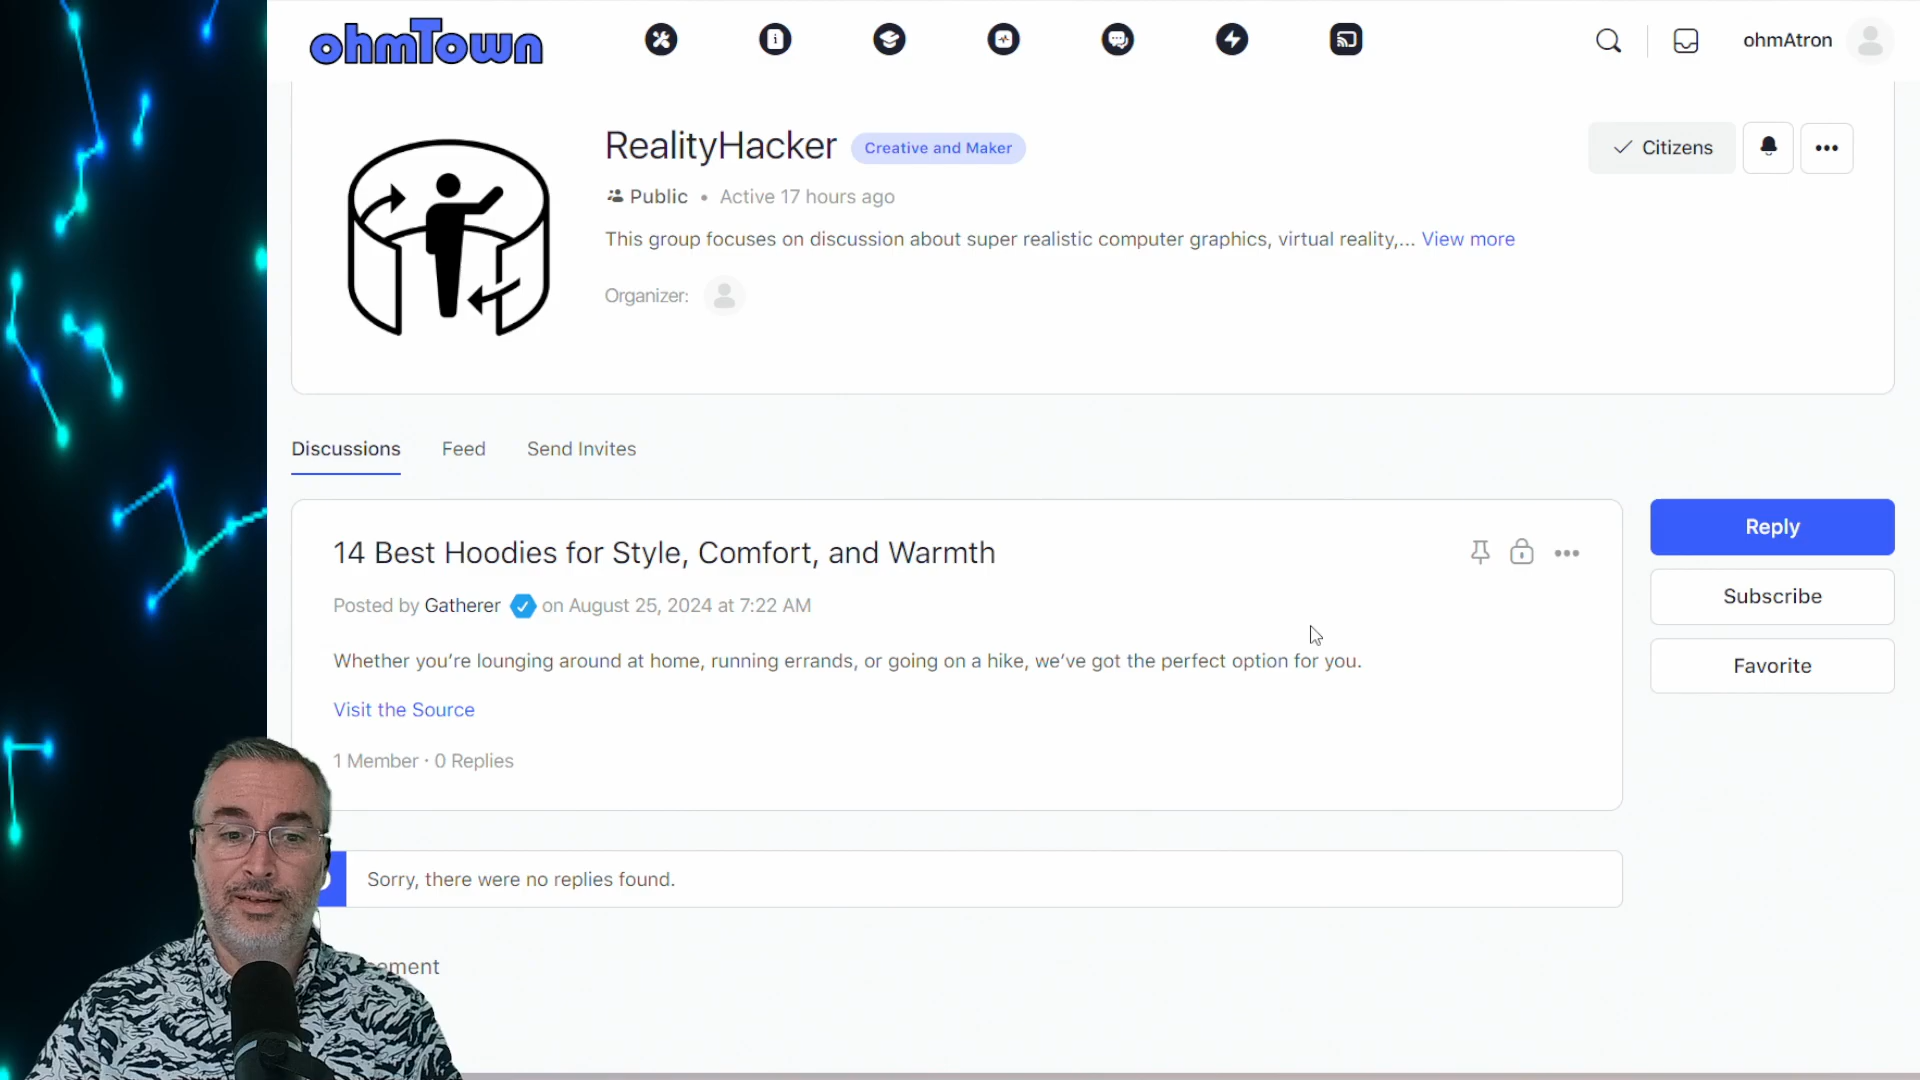 ohmTown
ohmAtron
RealityHacker
Creative and Maker
Citizens
Public • Active 17 hours ago
This group focuses on discussion about super realistic computer graphics, virtual reality,... View more
Organizer:
Discussions Feed Send Invites
14 Best Hoodies for Style, Comfort, and Warmth
Posted by Gatherer on August 25, 2024 at 7:22 AM
Whether you’re lounging around at home, running errands, or going on a hike, we’ve got the perfect option for you.
Visit the Source
1 Member · 0 Replies
Reply
Subscribe
Favorite
Sorry, there were no replies found.